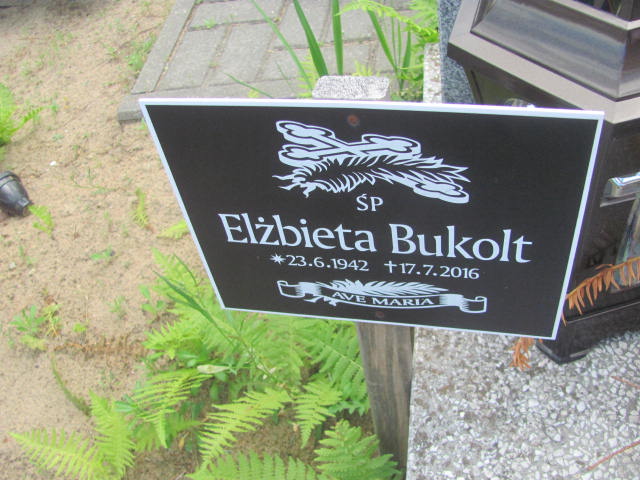 ŚP
Elżbieta Bukolt
*23.6.1942 †17.7.2016
AVE MARIA